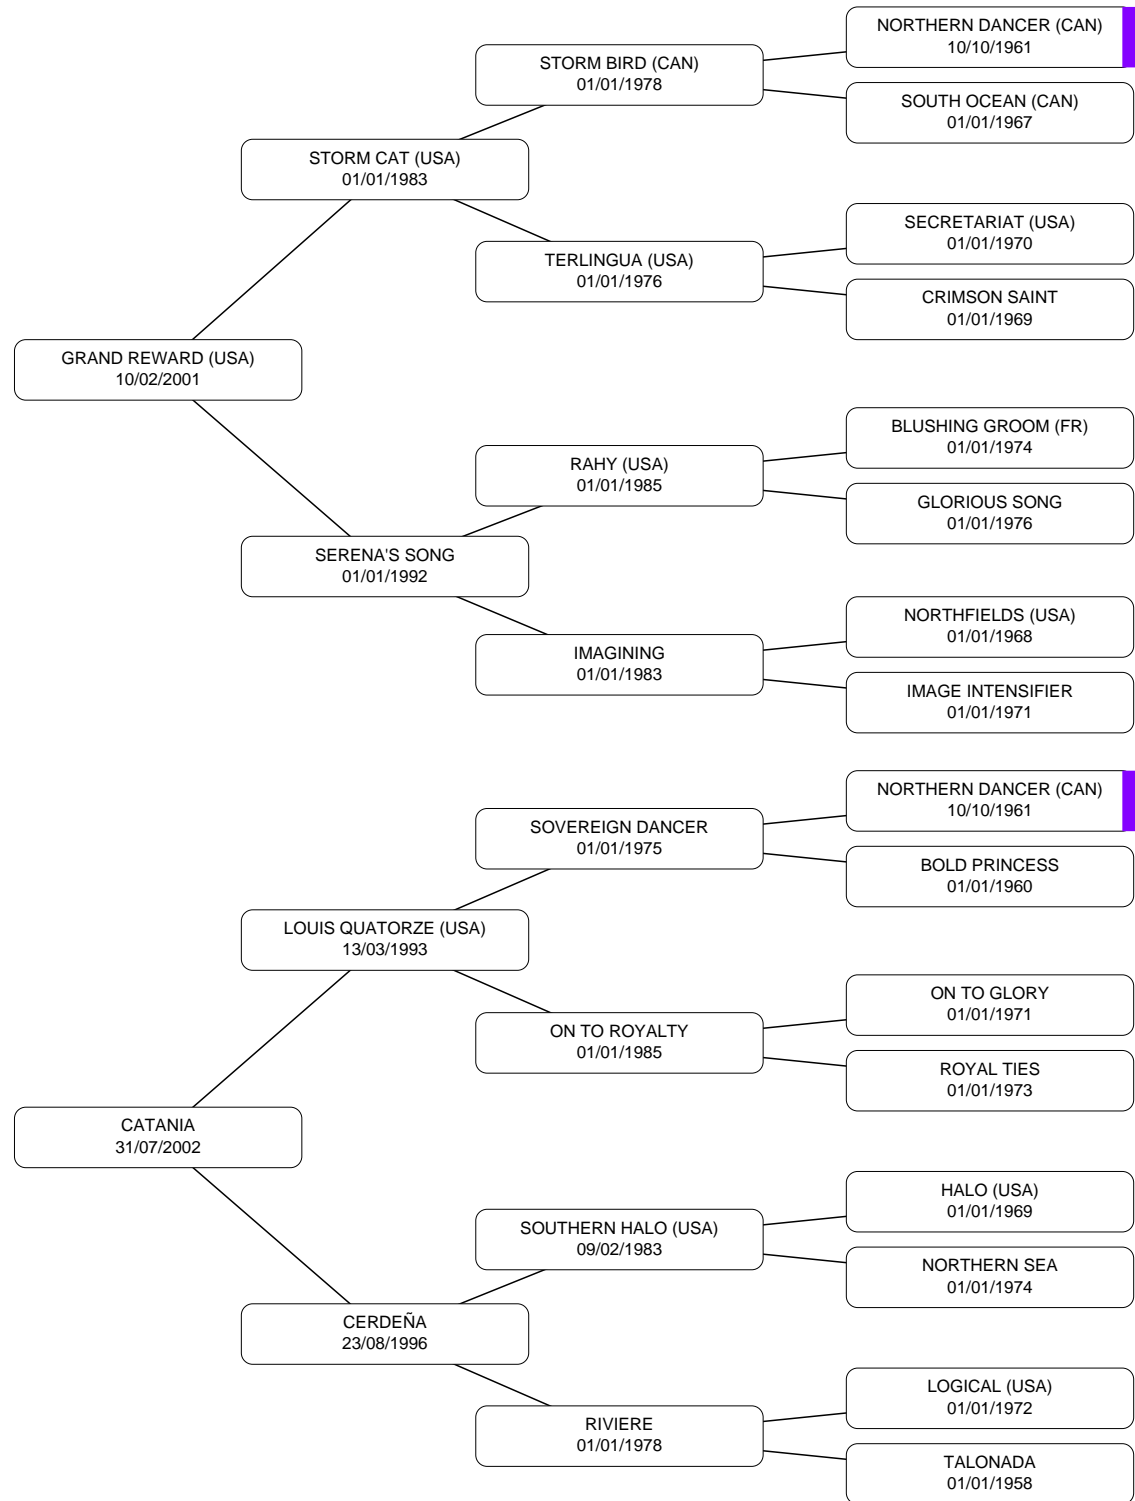 NORTHERN DANCER (CAN)
10/10/1961
STORM BIRD (CAN)
01/01/1978
SOUTH OCEAN (CAN)
01/01/1967
STORM CAT (USA)
01/01/1983
SECRETARIAT (USA)
01/01/1970
TERLINGUA (USA)
01/01/1976
CRIMSON SAINT
01/01/1969
GRAND REWARD (USA)
10/02/2001
BLUSHING GROOM (FR)
01/01/1974
RAHY (USA)
01/01/1985
GLORIOUS SONG
01/01/1976
SERENA'S SONG
01/01/1992
NORTHFIELDS (USA)
01/01/1968
IMAGINING
01/01/1983
IMAGE INTENSIFIER
01/01/1971
NORTHERN DANCER (CAN)
10/10/1961
SOVEREIGN DANCER
01/01/1975
BOLD PRINCESS
01/01/1960
LOUIS QUATORZE (USA)
13/03/1993
ON TO GLORY
01/01/1971
ON TO ROYALTY
01/01/1985
ROYAL TIES
01/01/1973
CATANIA
31/07/2002
HALO (USA)
01/01/1969
SOUTHERN HALO (USA)
09/02/1983
NORTHERN SEA
01/01/1974
CERDEÑA
23/08/1996
LOGICAL (USA)
01/01/1972
RIVIERE
01/01/1978
TALONADA
01/01/1958